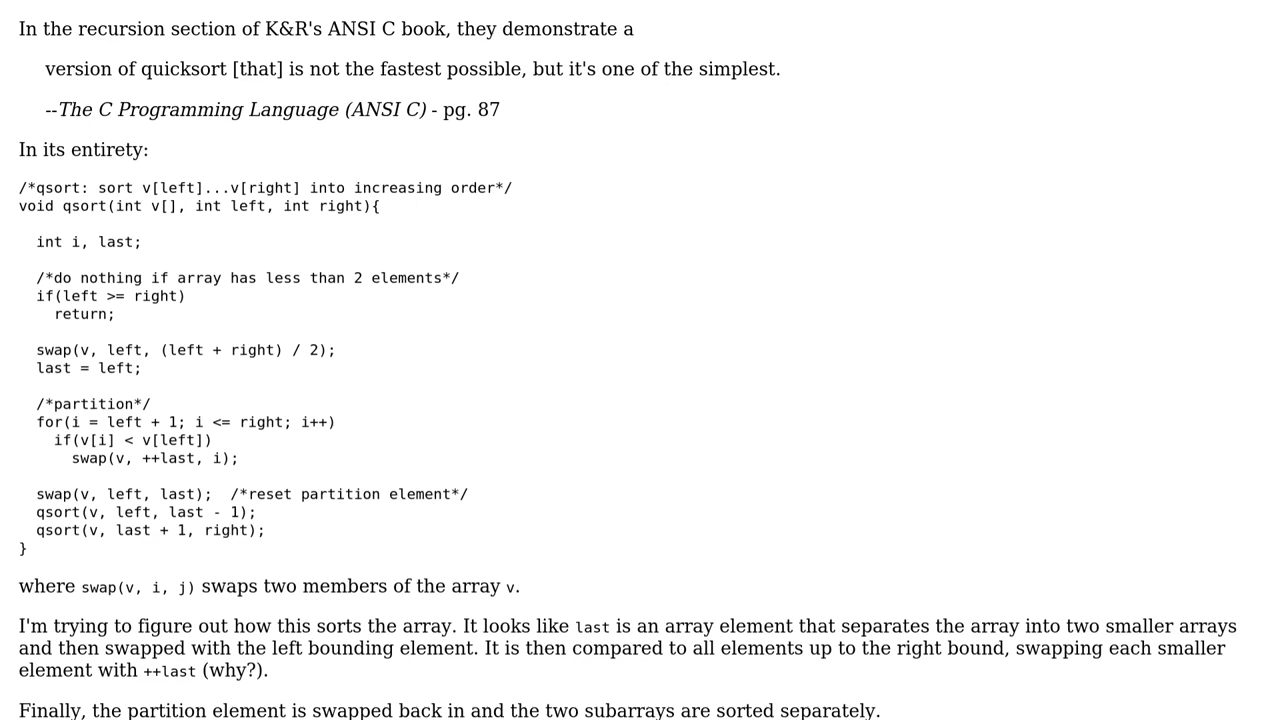 In the recursion section of K&R's ANSI C book, they demonstrate a
version of quicksort [that] is not the fastest possible, but it's one of the simplest.
--The C Programming Language (ANSI C) - pg. 87
In its entirety:
/*qsort: sort v[left]...v[right] into increasing order*/
void qsort(int v[], int left, int right){
  int i, last;
  /*do nothing if array has less than 2 elements*/
  if(left >= right)
    return;
  swap(v, left, (left + right) / 2);
  last = left;
  /*partition*/
  for(i = left + 1; i <= right; i++)
    if(v[i] < v[left])
      swap(v, ++last, i);
  swap(v, left, last);  /*reset partition element*/
  qsort(v, left, last - 1);
  qsort(v, last + 1, right);
}
where swap(v, i, j) swaps two members of the array v.
I'm trying to figure out how this sorts the array. It looks like last is an array element that separates the array into two smaller arrays
and then swapped with the left bounding element. It is then compared to all elements up to the right bound, swapping each smaller
element with ++last (why?).
Finally, the partition element is swapped back in and the two subarrays are sorted separately.